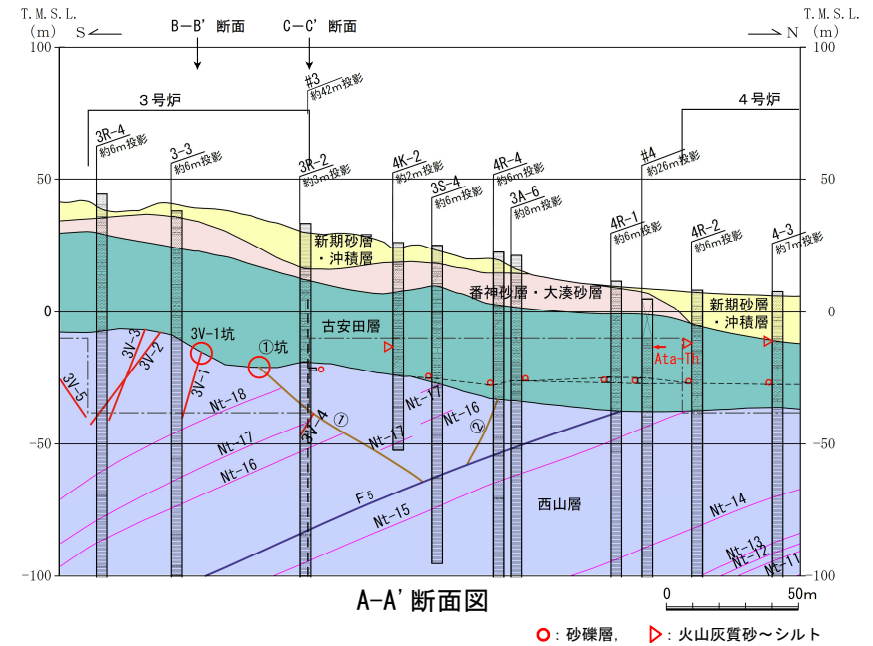 T.M.S.L.
(m)
S
B－B' 断面
C－C' 断面
T.M.S.L.
N
(m)
100
100
３号炉
４号炉
#3
約42m投影
3R-4
約6m投影
3-3
約6m投影
3R-2
約3m投影
4K-2
約2m投影
3S-4
約6m投影
4R-4
約6m投影
3A-6
約8m投影
#4
約26m投影
4R-1
約6m投影
4R-2
約6m投影
4-3
約7m投影
50
50
新期砂層
・沖積層
番神砂層・大湊砂層
新期砂層
・沖積層
0
0
古安田層
3V-1坑
①坑
Ata-Th
3V-3
3V-2
3V-5
3V-1
3V-4
Nt-18
Nt-17
Nt-16
①
Nt-17
Nt-17
Nt-16
②
-50
-50
F5
Nt-15
西山層
Nt-14
Nt-13
Nt-12
Nt-11
-100
-100
A-A'断面図
0
50m
：砂礫層,
：火山灰質砂～シルト